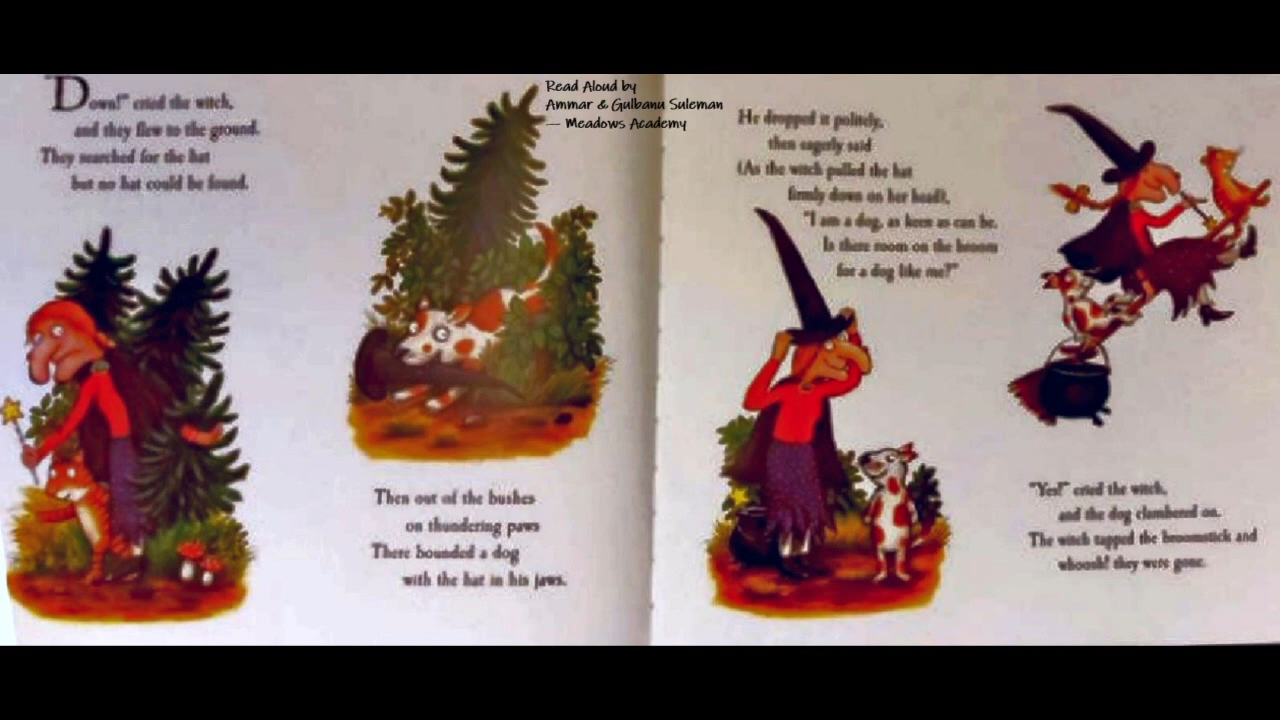 Down!" cried the witch,
and they flew to the ground.
They searched for the hat
but no hat could be found.
Then out of the bushes
on thundering paws
There bounded a dog
with the hat in his jaws.
Read Aloud by
Ammar & Gulbanu Suleman
— Meadows Academy
He dropped it politely,
then eagerly said
(As the witch pulled the hat
firmly down on her head),
"I am a dog, as keen as can be.
Is there room on the broom
for a dog like me?"
"Yes!" cried the witch,
and the dog clambered on.
The witch tapped the broomstick and
whoosh! they were gone.